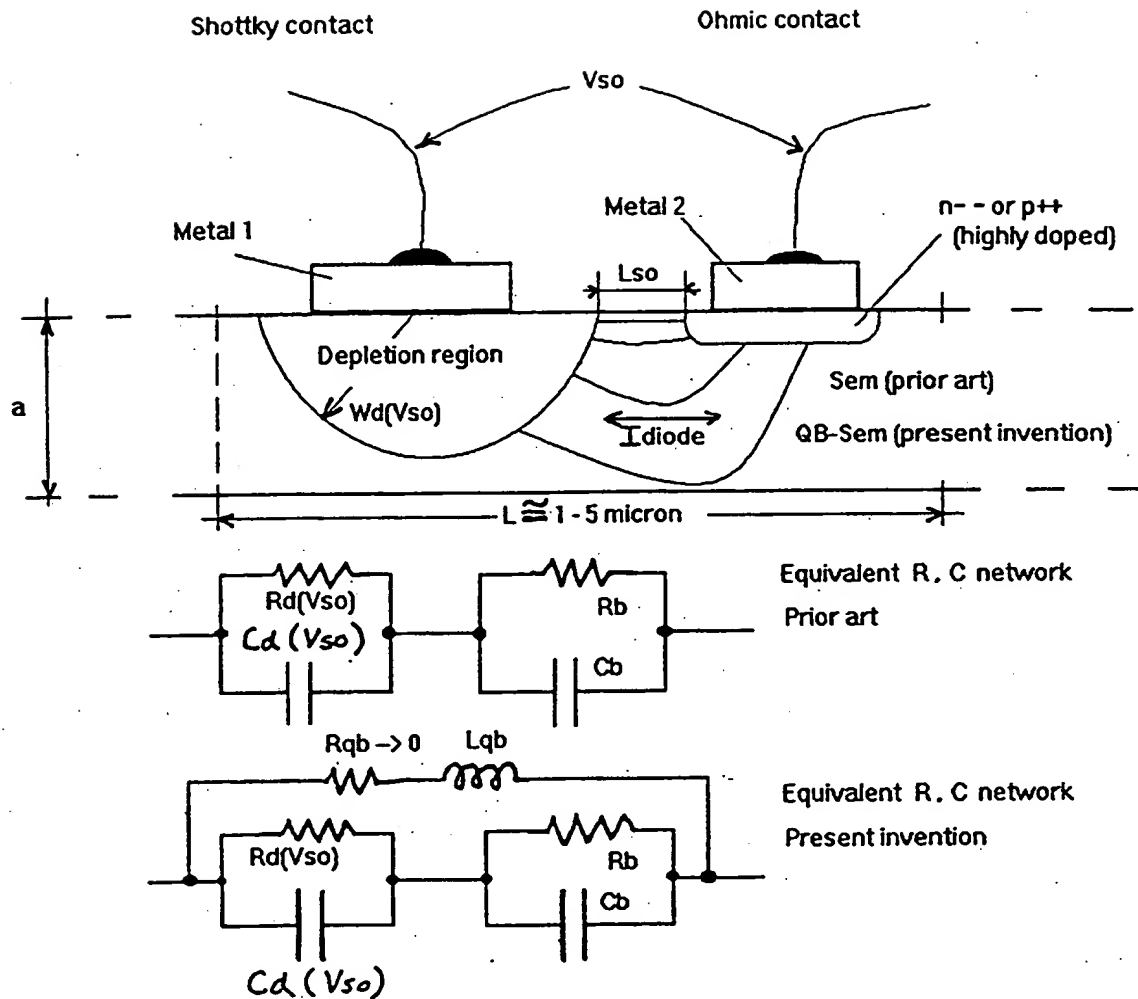 Shottky contact
Ohmic contact
Vso
Metal 1
Metal 2
n-- or p++
(highly doped)
Lso
Depletion region
a
Wd(Vso)
Idiode
Sem (prior art)
QB-Sem (present invention)
L ≅ 1 - 5 micron
Rd(Vso)
Cd (Vso)
Rb
Cb
Equivalent R. C network
Prior art
Rqb -> 0
Lqb
Rd(Vso)
Cd (Vso)
Rb
Cb
Equivalent R. C network
Present invention